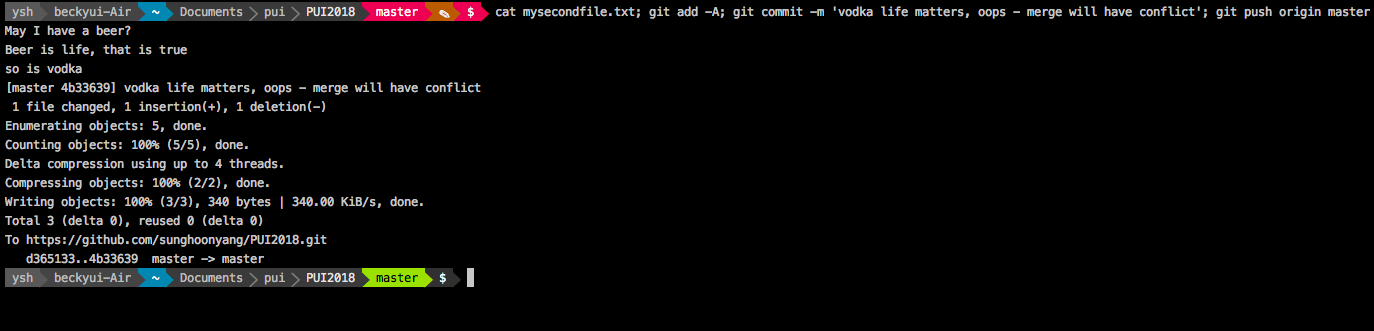 ysh beckyui-Air ~ Documents pui PUI2018 master ✎ $ cat mysecondfile.txt; git add -A; git commit -m 'vodka life matters, oops - merge will have conflict'; git push origin master
May I have a beer?
Beer is life, that is true
so is vodka
[master 4b33639] vodka life matters, oops - merge will have conflict
 1 file changed, 1 insertion(+), 1 deletion(-)
Enumerating objects: 5, done.
Counting objects: 100% (5/5), done.
Delta compression using up to 4 threads.
Compressing objects: 100% (2/2), done.
Writing objects: 100% (3/3), 340 bytes | 340.00 KiB/s, done.
Total 3 (delta 0), reused 0 (delta 0)
To https://github.com/sunghoonyang/PUI2018.git
   d365133..4b33639  master -> master
ysh beckyui-Air ~ Documents pui PUI2018 master $